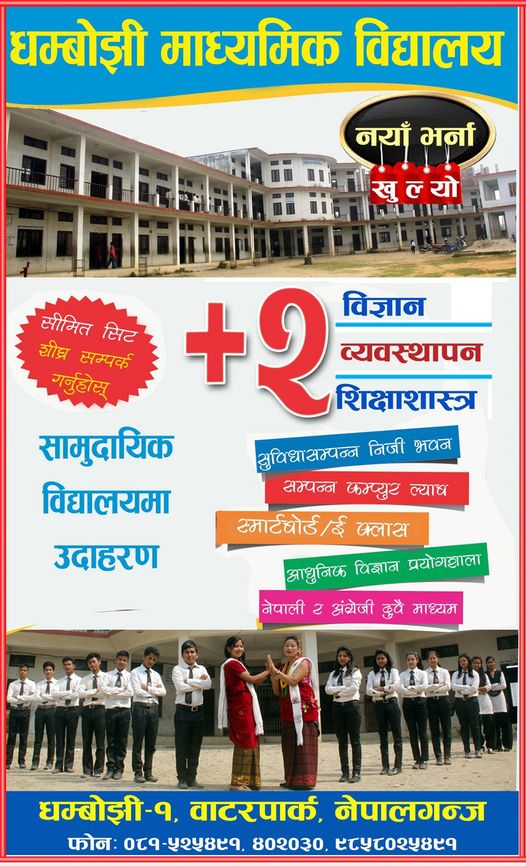 धम्बोझी माध्यमिक विद्यालय
नयाँ भर्ना
खुल्यो
सीमित सिट
शीघ्र सम्पर्क
गर्नुहोस्
+२
विज्ञान
व्यवस्थापन
शिक्षाशास्त्र
सामुदायिक
विद्यालयमा
उदाहरण
सुविधासम्पन्न निजी भवन
सम्पन्न कम्प्युटर ल्याब
स्मार्टबोर्ड/ई क्लास
आधुनिक विज्ञान प्रयोगशाला
नेपाली र अंग्रेजी दुवै माध्यम
धम्बोझी-१, वाटरपार्क, नेपालगन्ज
फोन: ०८१-५२५४९१, ४०२०३०, ९८५८०२५४९१